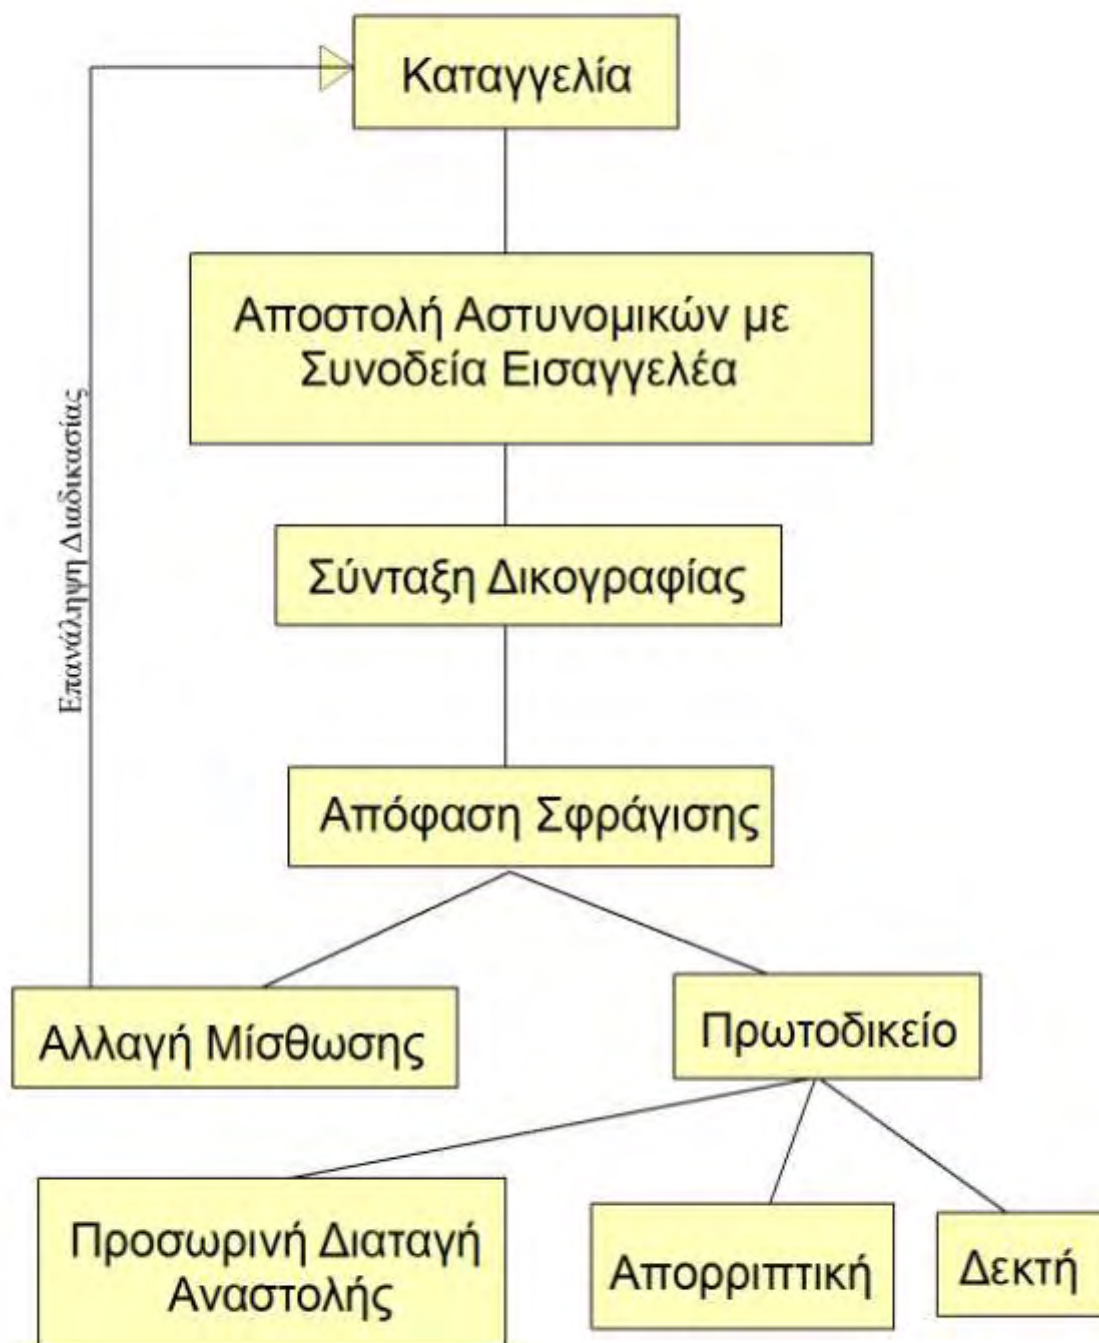 Καταγγελία
Αποστολή Αστυνομικών με
Συνοδεία Εισαγγελέα
Επανάληψη Διαδικασίας
Σύνταξη Δικογραφίας
Απόφαση Σφράγισης
Αλλαγή Μίσθωσης
Πρωτοδικείο
Προσωρινή Διαταγή
Αναστολής
Απορριπτική
Δεκτή